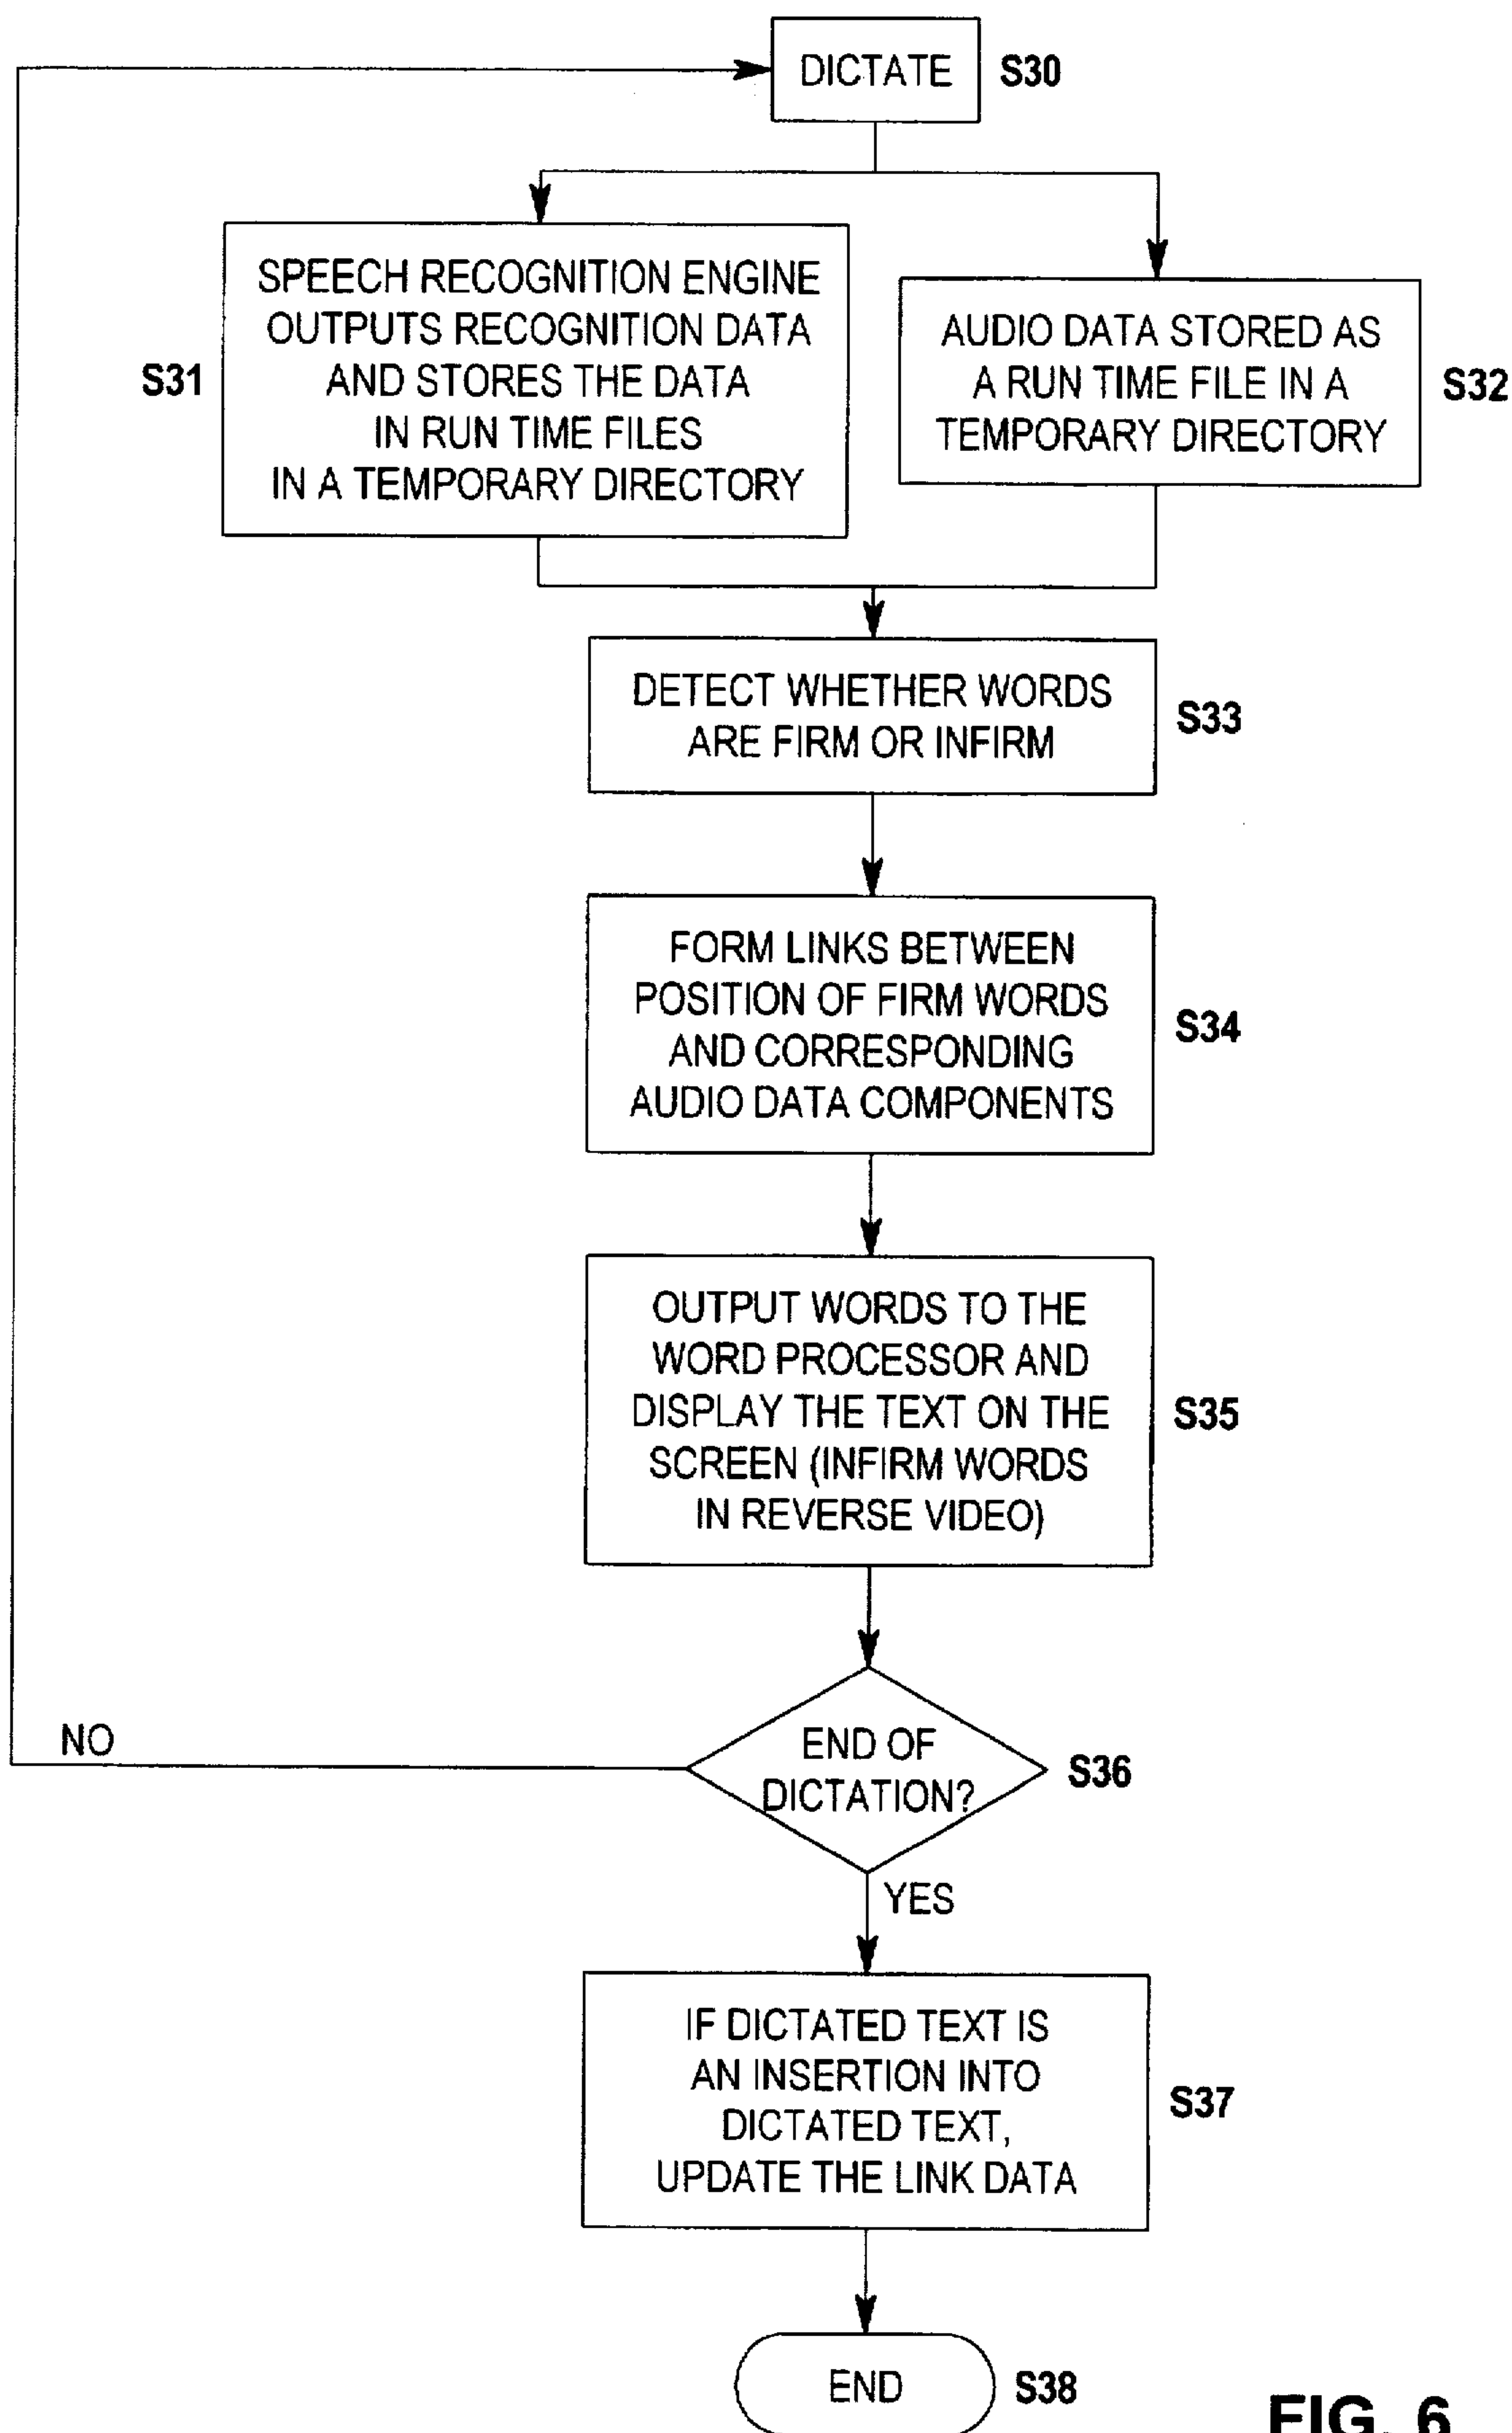 DICTATE
S30
SPEECH RECOGNITION ENGINE
OUTPUTS RECOGNITION DATA
AND STORES THE DATA
IN RUN TIME FILES
IN A TEMPORARY DIRECTORY
S31
AUDIO DATA STORED AS
A RUN TIME FILE IN A
TEMPORARY DIRECTORY
S32
DETECT WHETHER WORDS
ARE FIRM OR INFIRM
S33
FORM LINKS BETWEEN
POSITION OF FIRM WORDS
AND CORRESPONDING
AUDIO DATA COMPONENTS
S34
OUTPUT WORDS TO THE
WORD PROCESSOR AND
DISPLAY THE TEXT ON THE
SCREEN (INFIRM WORDS
IN REVERSE VIDEO)
S35
NO
END OF
DICTATION?
S36
YES
IF DICTATED TEXT IS
AN INSERTION INTO
DICTATED TEXT,
UPDATE THE LINK DATA
S37
END
S38
FIG. 6